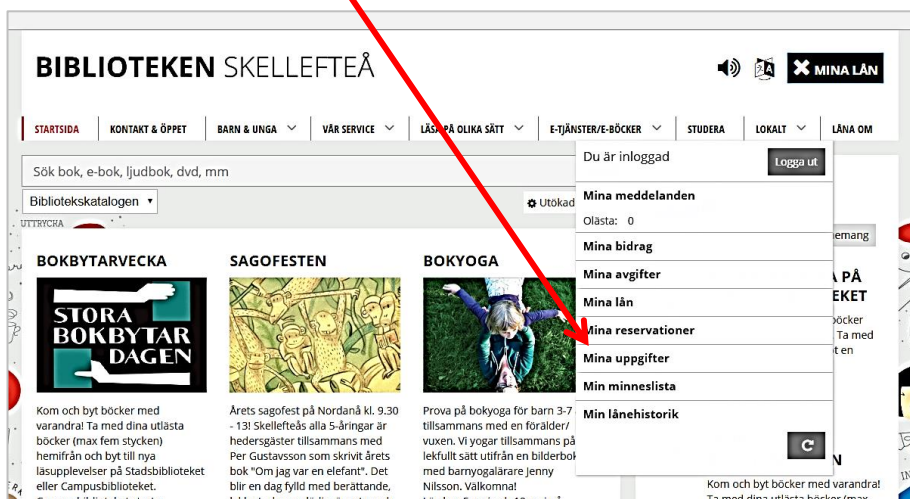 BIBLIOTEKEN SKELLEFTEÅ
MINA LÅN
STARTSIDA KONTAKT & ÖPPET BARN & UNGA VÅR SERVICE LÄSA PÅ OLIKA SÄTT E-TJÄNSTER/E-BÖCKER STUDERA LOKALT LÅNA OM
Sök bok, e-bok, ljudbok, dvd, mm
Bibliotekskatalogen
Utökad
UTTRYCKA
Du är inloggad
Logga ut
Mina meddelanden
Olästa: 0
Mina bidrag
Mina avgifter
Mina lån
Mina reservationer
Mina uppgifter
Min minneslista
Min lånehistorik
BOKBYTARVECKA
STORA
BOKBYTAR
DAGEN
Kom och byt böcker med
varandra! Ta med dina utlästa
böcker (max fem stycken)
hemifrån och byt till nya
läsupplevelser på Stadsbiblioteket
eller Campusbiblioteket.
SAGOFESTEN
Årets sagofest på Nordanå kl. 9.30
- 13! Skellefteås alla 5-åringar är
hedersgäster tillsammans med
Per Gustavsson som skrivit årets
bok "Om jag var en elefant". Det
blir en dag fylld med berättande,
BOKYOGA
Prova på bokyoga för barn 3-7
tillsammans med en förälder/
vuxen. Vi yogar tillsammans på
lekfullt sätt utifrån en bilderbok
med barnyogalärare Jenny
Nilsson. Välkomna!
emang
A PÅ
EKET
böcker
Ta med
t en
N
Kom och byt böcker med varandra!
Ta med dina utlästa böcker (max